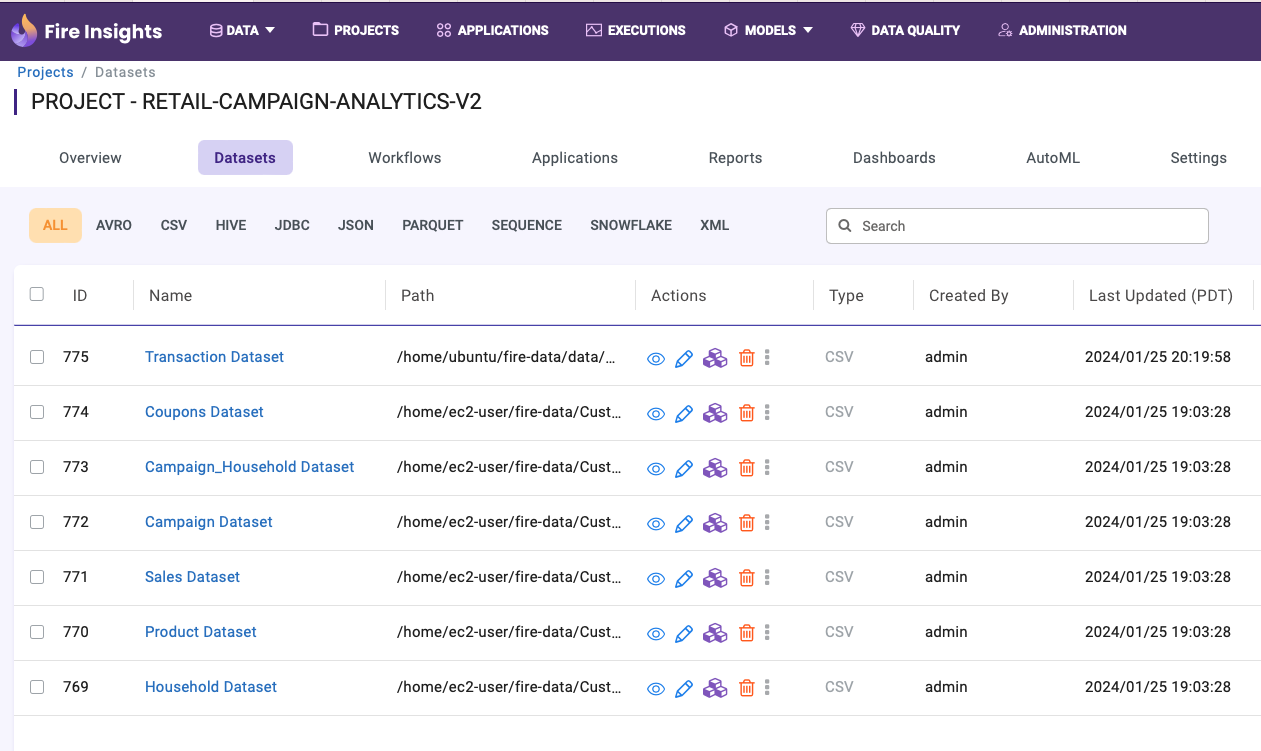 Fire Insights DATA PROJECTS APPLICATIONS EXECUTIONS MODELS DATA QUALITY ADMINISTRATION
Projects / Datasets
PROJECT - RETAIL-CAMPAIGN-ANALYTICS-V2
Overview Datasets Workflows Applications Reports Dashboards AutoML Settings
ALL AVRO CSV HIVE JDBC JSON PARQUET SEQUENCE SNOWFLAKE XML Search
ID Name Path Actions Type Created By Last Updated (PDT)
775 Transaction Dataset /home/ubuntu/fire-data/data/... CSV admin 2024/01/25 20:19:58
774 Coupons Dataset /home/ec2-user/fire-data/Cust... CSV admin 2024/01/25 19:03:28
773 Campaign_Household Dataset /home/ec2-user/fire-data/Cust... CSV admin 2024/01/25 19:03:28
772 Campaign Dataset /home/ec2-user/fire-data/Cust... CSV admin 2024/01/25 19:03:28
771 Sales Dataset /home/ec2-user/fire-data/Cust... CSV admin 2024/01/25 19:03:28
770 Product Dataset /home/ec2-user/fire-data/Cust... CSV admin 2024/01/25 19:03:28
769 Household Dataset /home/ec2-user/fire-data/Cust... CSV admin 2024/01/25 19:03:28